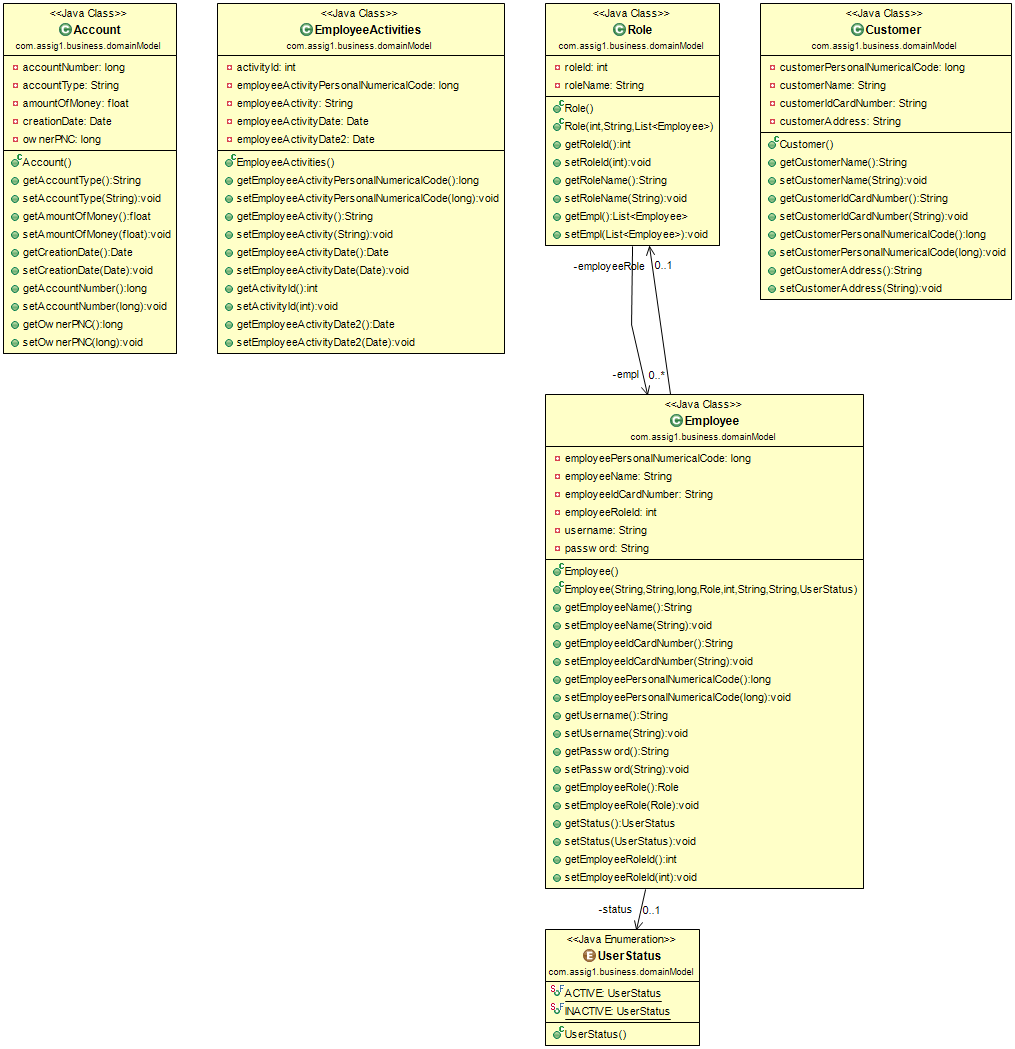 <<Java Class>>
Account
com.assig1.business.domainModel
accountNumber: long
accountType: String
amountOfMoney: float
creationDate: Date
ownerPNC: long
Account()
getAccountType():String
setAccountType(String):void
getAmountOfMoney():float
setAmountOfMoney(float):void
getCreationDate():Date
setCreationDate(Date):void
getAccountNumber():long
setAccountNumber(long):void
getOwnerPNC():long
setOwnerPNC(long):void
<<Java Class>>
EmployeeActivities
com.assig1.business.domainModel
activityId: int
employeeActivityPersonalNumericalCode: long
employeeActivity: String
employeeActivityDate: Date
employeeActivityDate2: Date
EmployeeActivities()
getEmployeeActivityPersonalNumericalCode():long
setEmployeeActivityPersonalNumericalCode(long):void
getEmployeeActivity():String
setEmployeeActivity(String):void
getEmployeeActivityDate():Date
setEmployeeActivityDate(Date):void
getActivityId():int
setActivityId(int):void
getEmployeeActivityDate2():Date
setEmployeeActivityDate2(Date):void
<<Java Class>>
Role
com.assig1.business.domainModel
roleId: int
roleName: String
Role()
Role(int,String,List<Employee>)
getRoleId():int
setRoleId(int):void
getRoleName():String
setRoleName(String):void
getEmpl():List<Employee>
setEmpl(List<Employee>):void
<<Java Class>>
Customer
com.assig1.business.domainModel
customerPersonalNumericalCode: long
customerName: String
customerIdCardNumber: String
customerAddress: String
Customer()
getCustomerName():String
setCustomerName(String):void
getCustomerIdCardNumber():String
setCustomerIdCardNumber(String):void
getCustomerPersonalNumericalCode():long
setCustomerPersonalNumericalCode(long):void
getCustomerAddress():String
setCustomerAddress(String):void
-employeeRole 0..1
-empl 0..*
<<Java Class>>
Employee
com.assig1.business.domainModel
employeePersonalNumericalCode: long
employeeName: String
employeeIdCardNumber: String
employeeRoleId: int
username: String
password: String
Employee()
Employee(String,String,long,Role,int,String,String,UserStatus)
getEmployeeName():String
setEmployeeName(String):void
getEmployeeIdCardNumber():String
setEmployeeIdCardNumber(String):void
getEmployeePersonalNumericalCode():long
setEmployeePersonalNumericalCode(long):void
getUsername():String
setUsername(String):void
getPassword():String
setPassword(String):void
getEmployeeRole():Role
setEmployeeRole(Role):void
getStatus():UserStatus
setStatus(UserStatus):void
getEmployeeRoleId():int
setEmployeeRoleId(int):void
-status 0..1
<<Java Enumeration>>
UserStatus
com.assig1.business.domainModel
ACTIVE: UserStatus
INACTIVE: UserStatus
UserStatus()